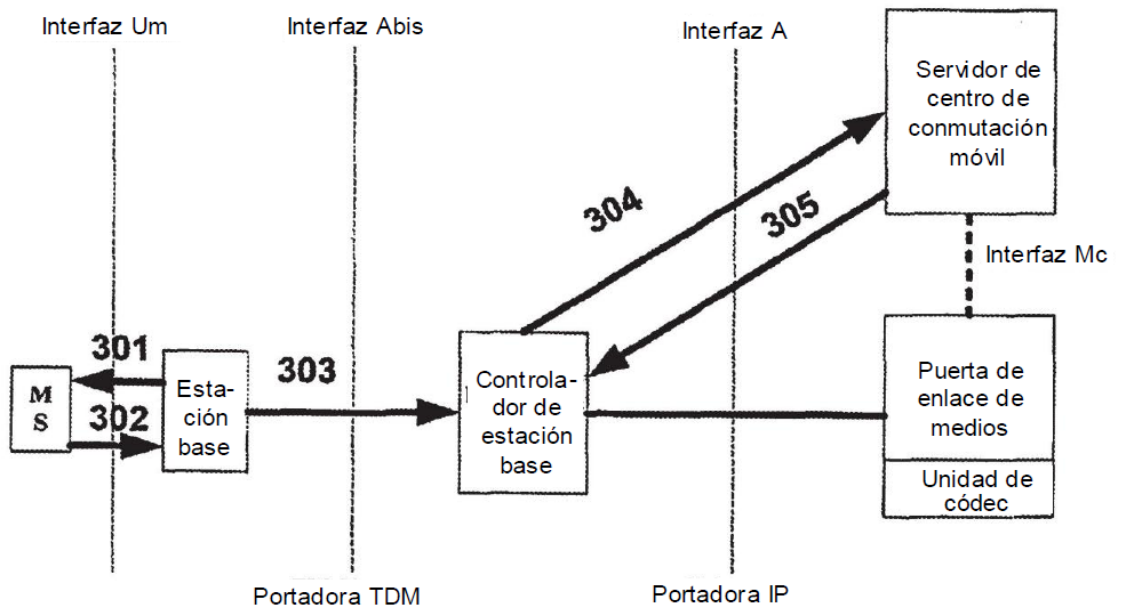 Interfaz Um
Interfaz Abis
Interfaz A
Servidor de
centro de
conmutación
móvil
304
305
Interfaz Mc
301
302
M
S
Esta-
ción
base
303
Controla-
dor de
estación
base
Puerta de
enlace de
medios
Unidad de
códec
Portadora TDM
Portadora IP